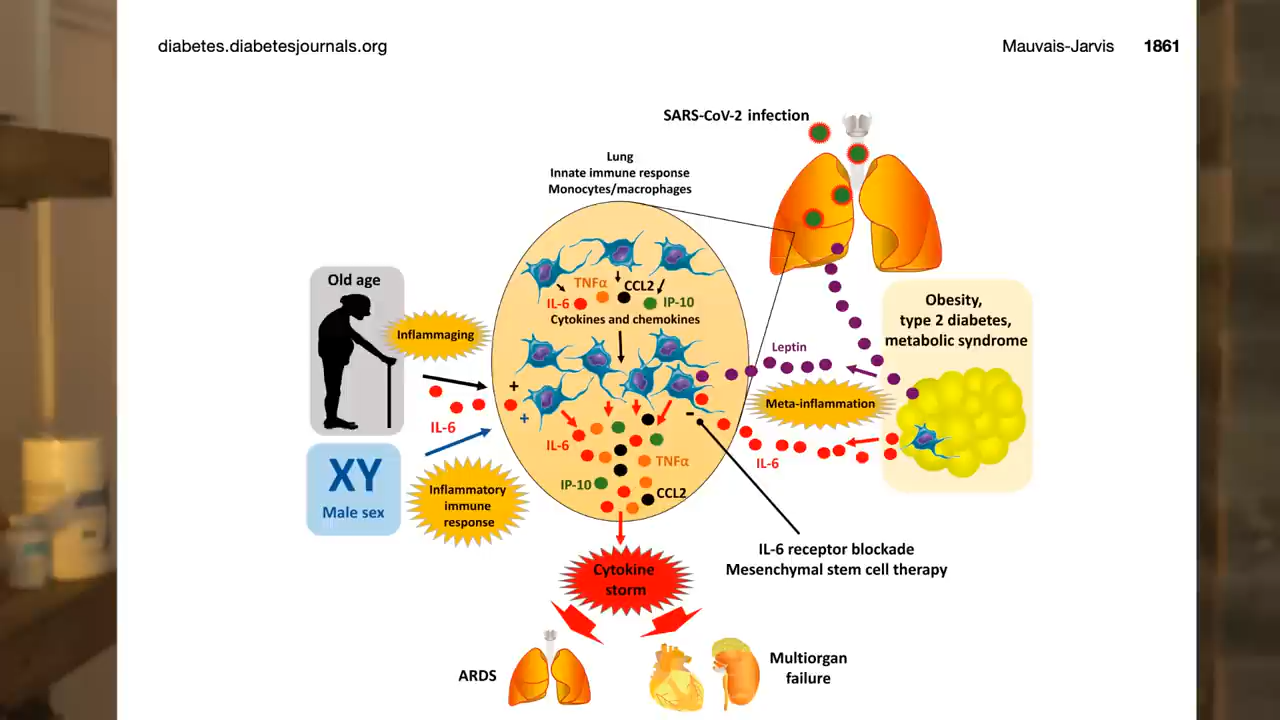 diabetes.diabetesjournals.org
Mauvais-Jarvis 1861
SARS-CoV-2 infection
Lung
Innate immune response
Monocytes/macrophages
TNFα
CCL2
IL-6
IP-10
Cytokines and chemokines
Old age
Inflammaging
+
+
IL-6
XY
Male sex
Inflammatory
immune
response
Obesity,
type 2 diabetes,
metabolic syndrome
Leptin
Meta-inflammation
IL-6
-
IL-6
TNFα
IP-10
CCL2
IL-6 receptor blockade
Mesenchymal stem cell therapy
Cytokine
storm
ARDS
Multiorgan
failure